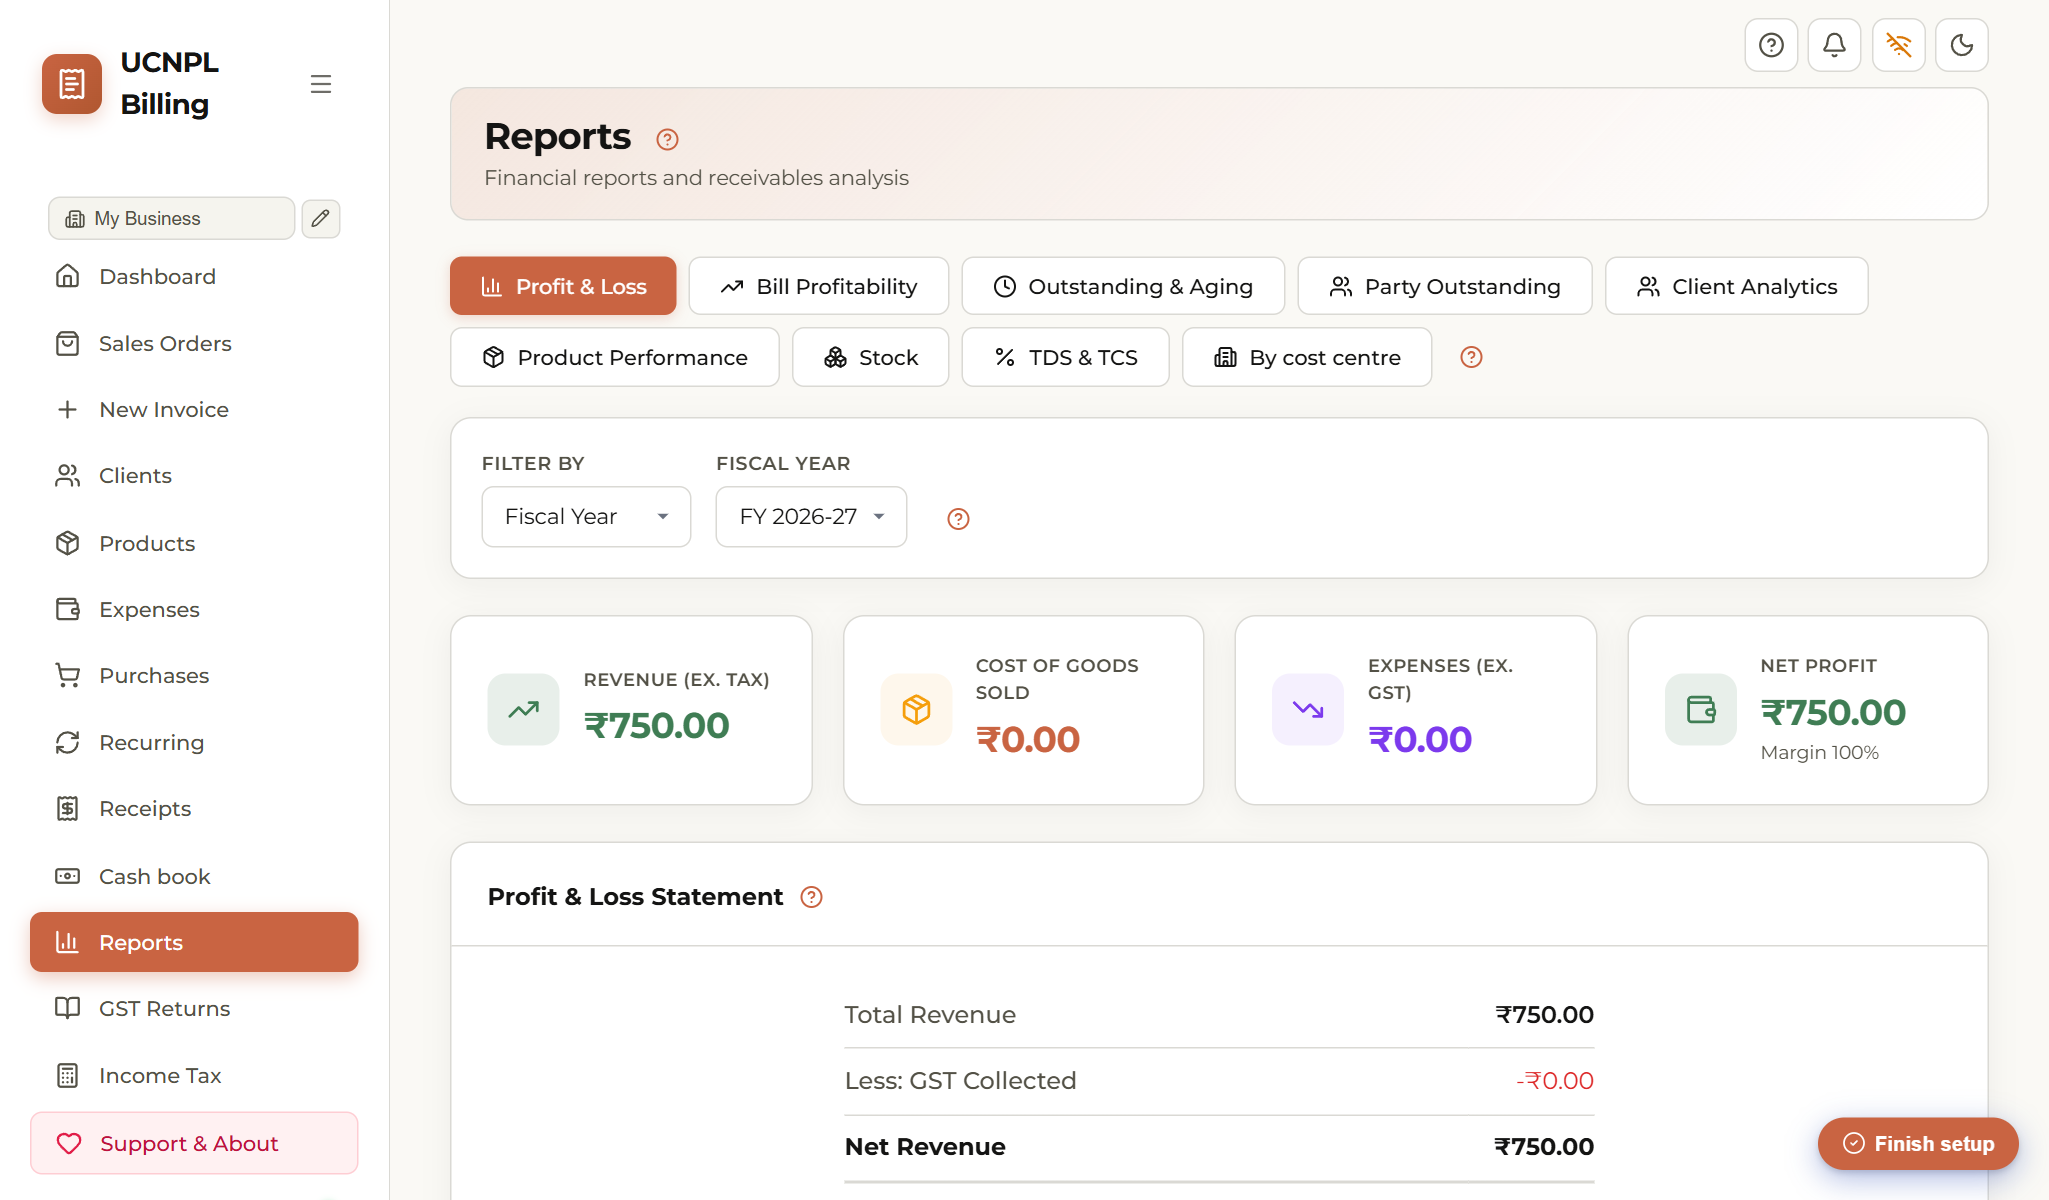 UCNPL
Billing
My Business
Dashboard
Sales Orders
New Invoice
Clients
Products
Expenses
Purchases
Recurring
Receipts
Cash book
Reports
GST Returns
Income Tax
Support & About
Reports
Financial reports and receivables analysis
Profit & Loss
Bill Profitability
Outstanding & Aging
Party Outstanding
Client Analytics
Product Performance
Stock
TDS & TCS
By cost centre
FILTER BY
FISCAL YEAR
Fiscal Year
FY 2026-27
REVENUE (EX. TAX)
₹750.00
COST OF GOODS
SOLD
₹0.00
EXPENSES (EX.
GST)
₹0.00
NET PROFIT
₹750.00
Margin 100%
Profit & Loss Statement
Total Revenue ₹750.00
Less: GST Collected -₹0.00
Net Revenue ₹750.00
Finish setup